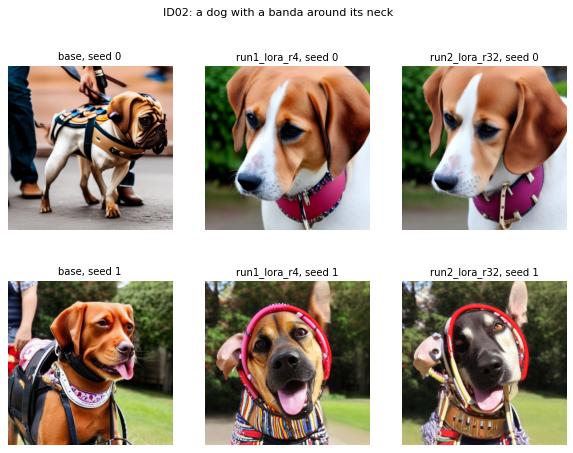 ID02: a dog with a banda around its neck
base, seed 0
run1_lora_r4, seed 0
run2_lora_r32, seed 0
base, seed 1
run1_lora_r4, seed 1
run2_lora_r32, seed 1